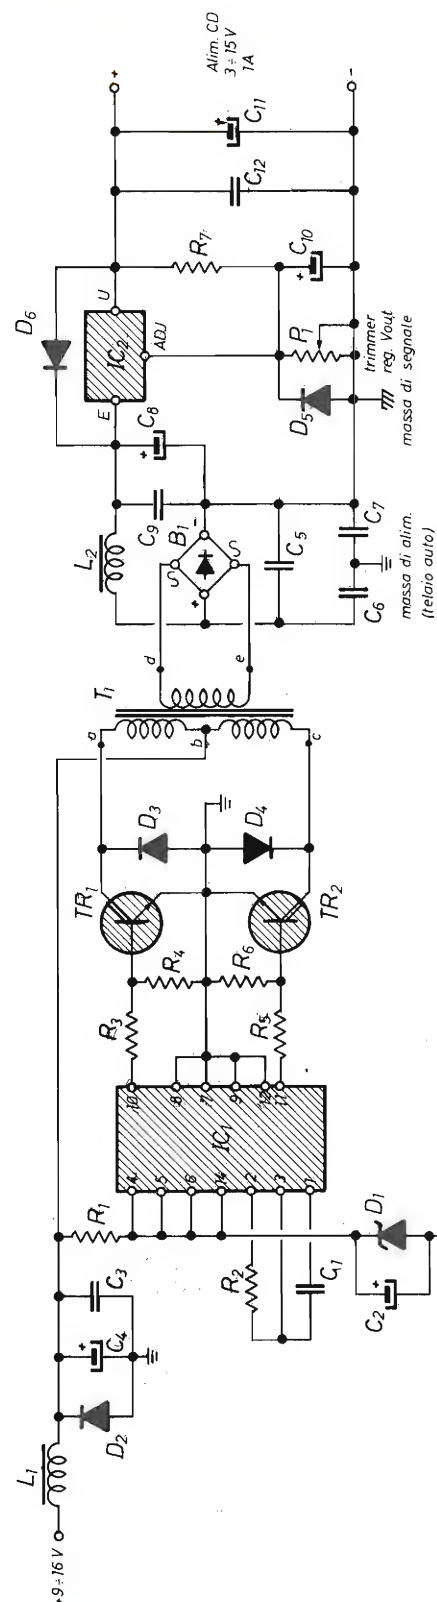 +9÷16 V
L1
D2
C4
+
C3
R1
4
5
6
14
2
3
1
IC1
10
8
7
9
12
11
R2
C1
C2
+
D1
R3
R4
R6
R5
TR1
TR2
D3
D4
T1
a
b
c
d
e
S
S
+
-
B1
L2
C9
C8
+
C5
C6
C7
massa di alim.
(telaio auto)
E
U
IC2
ADJ
D6
R7
D5
P1
C10
+
trimmer
reg. Vout
massa di segnale
C12
C11
+
+
-
Alim. CD
3÷15 V
1A